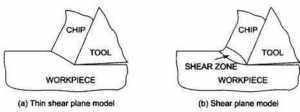 CHIP
TOOL
WORKPIECE
(a) Thin shear plane model
CHIP
TOOL
SHEAR ZONE
WORKPIECE
(b) Shear plane model